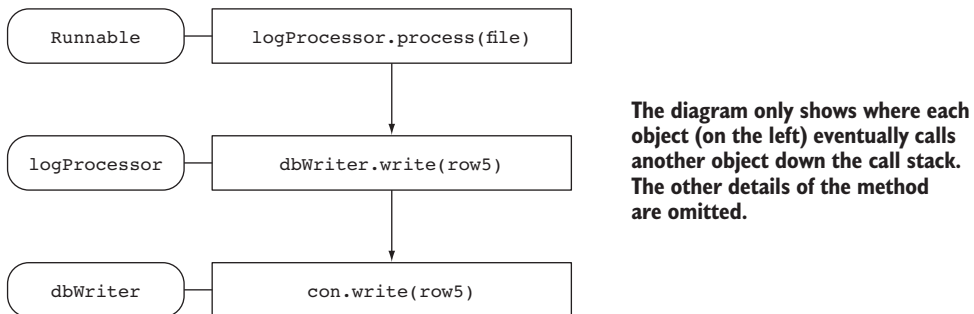 Runnable
logProcessor.process(file)
The diagram only shows where each
object (on the left) eventually calls
another object down the call stack.
The other details of the method
are omitted.
logProcessor
dbWriter.write(row5)
dbWriter
con.write(row5)